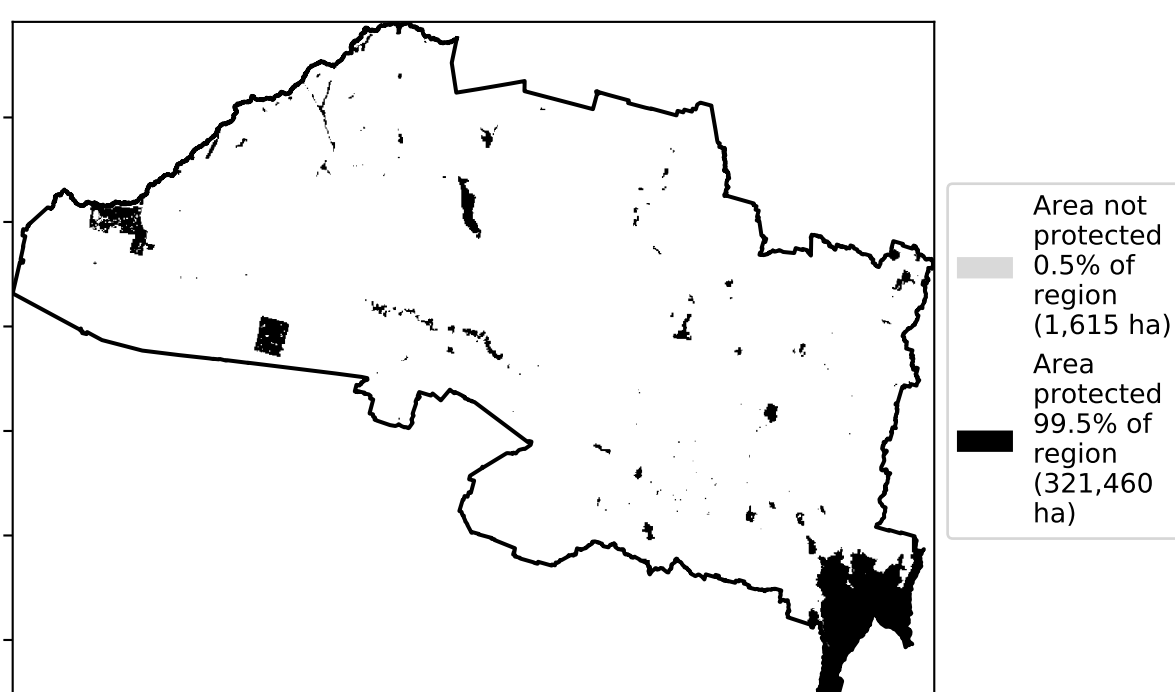 Area not
protected
0.5% of
region
(1,615 ha)
Area
protected
99.5% of
region
(321,460
ha)